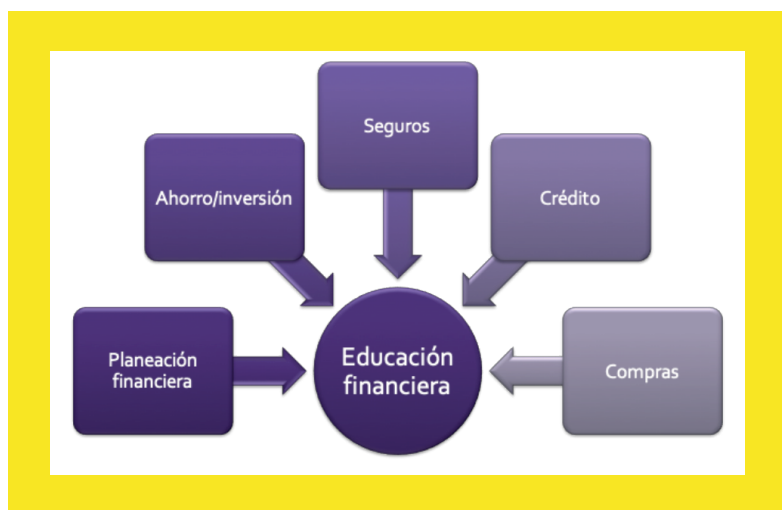 Seguros
Ahorro/inversión
Crédito
Planeación
financiera
Educación
financiera
Compras